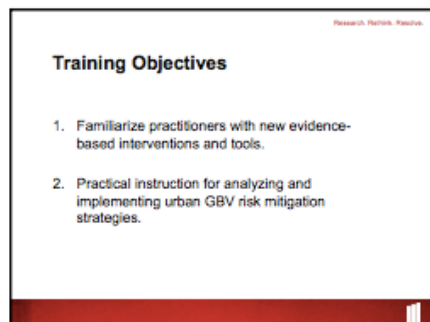 Research. Rethink. Resolve.
Training Objectives
1. Familiarize practitioners with new evidence-
based interventions and tools.
2. Practical instruction for analyzing and
implementing urban GBV risk mitigation
strategies.